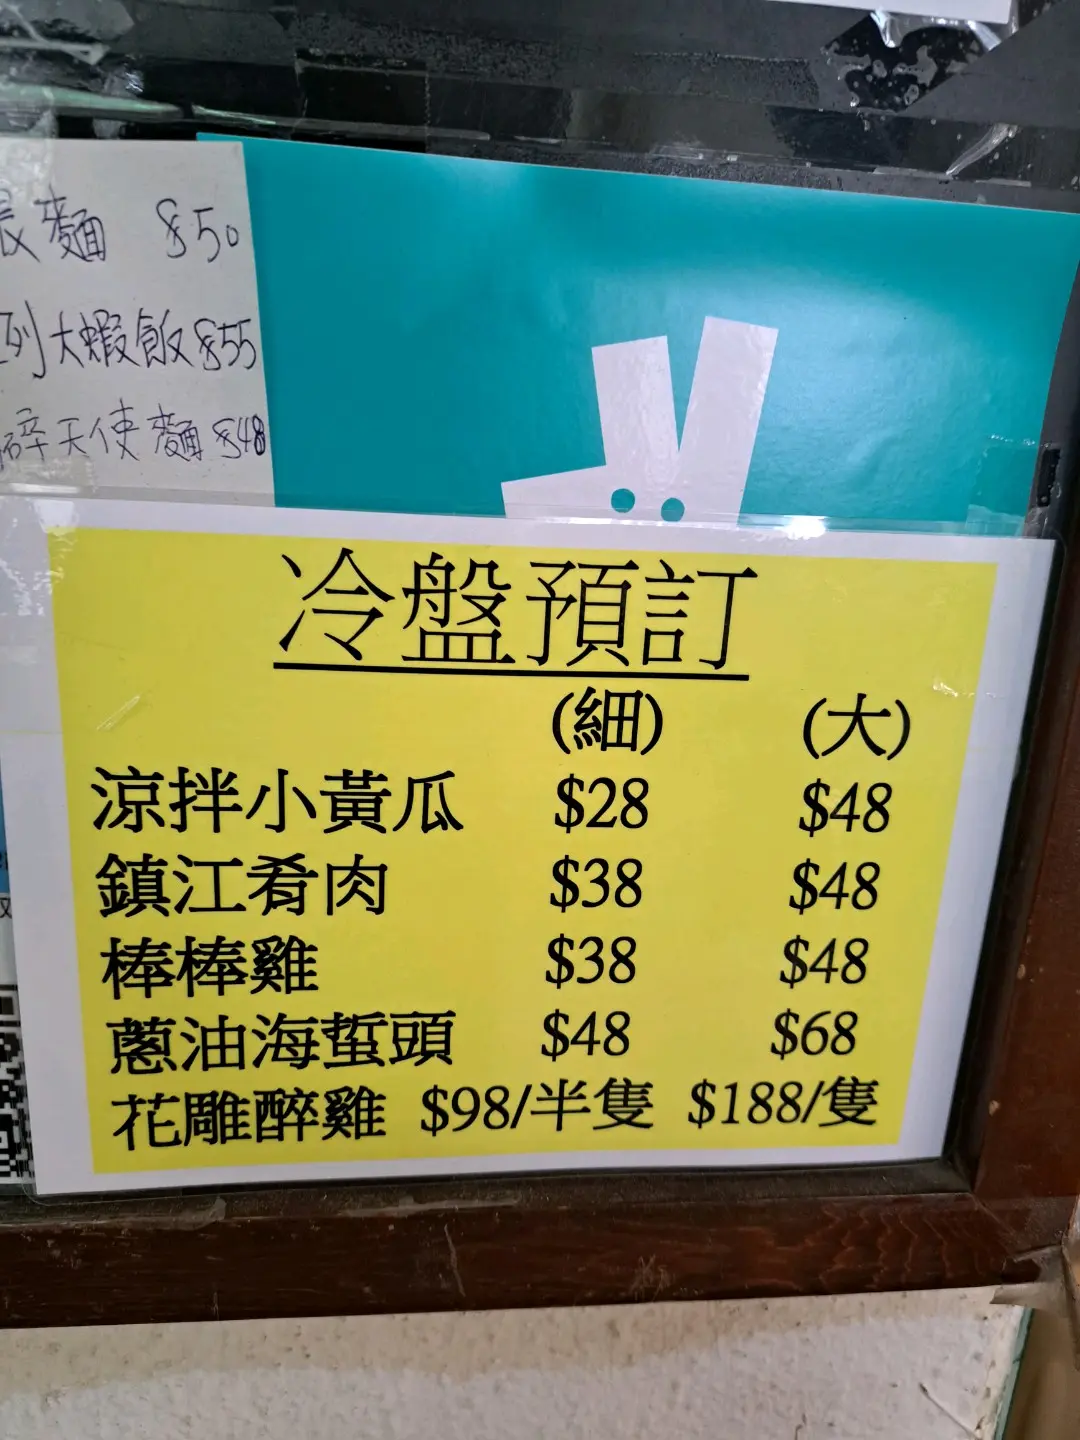 麵 $50
列大蝦飯 $55
碎天使麵 $48
冷盤預訂
(細) (大)
涼拌小黃瓜 $28 $48
鎮江肴肉 $38 $48
棒棒雞 $38 $48
蔥油海蜇頭 $48 $68
花雕醉雞 $98/半隻 $188/隻